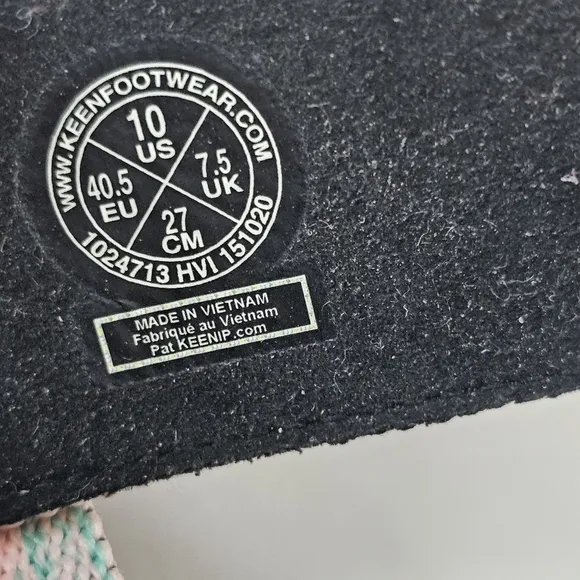 WWW.KEENFOOTWEAR.COM
10
US
40.5
EU
7.5
UK
27
CM
1024713 HVI 151020
MADE IN VIETNAM
Fabriqué au Vietnam
Pat KEENIP.com